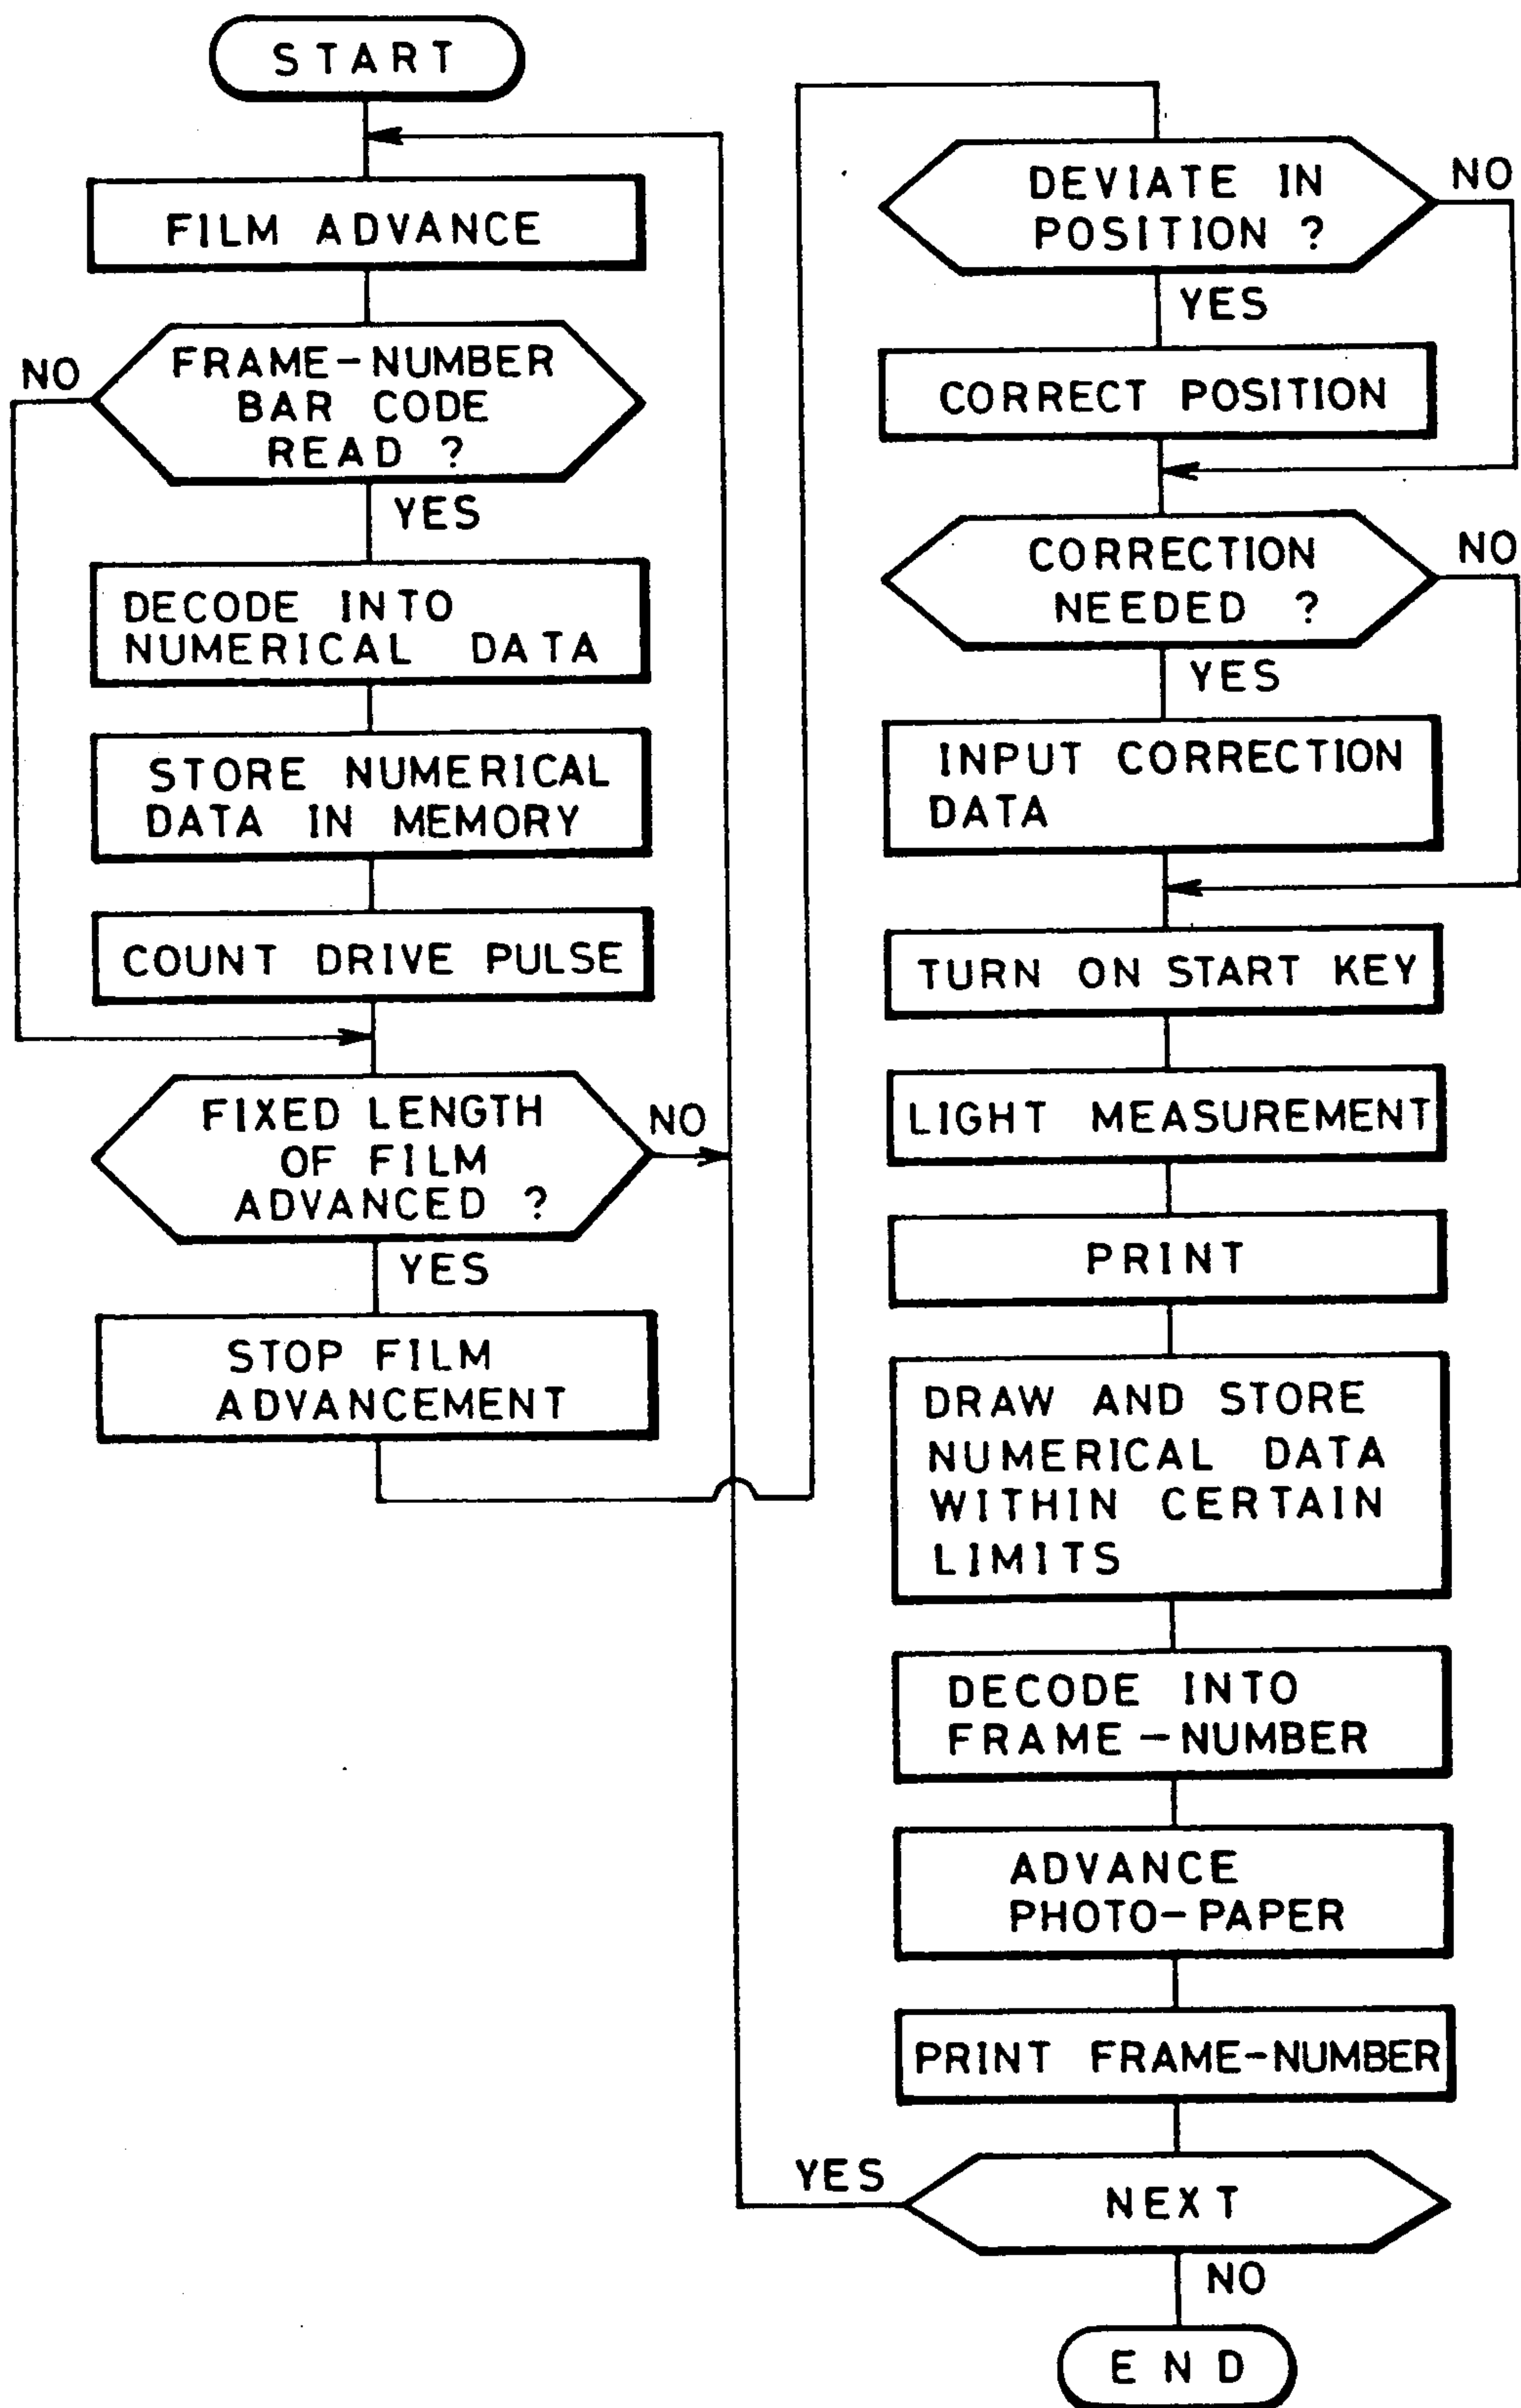 START
FILM ADVANCE
FRAME-NUMBER
BAR CODE
READ ?
NO
YES
DECODE INTO
NUMERICAL DATA
STORE NUMERICAL
DATA IN MEMORY
COUNT DRIVE PULSE
FIXED LENGTH
OF FILM
ADVANCED ?
NO
YES
STOP FILM
ADVANCEMENT
DEVIATE IN
POSITION ?
NO
YES
CORRECT POSITION
CORRECTION
NEEDED ?
NO
YES
INPUT CORRECTION
DATA
TURN ON START KEY
LIGHT MEASUREMENT
PRINT
DRAW AND STORE
NUMERICAL DATA
WITHIN CERTAIN
LIMITS
DECODE INTO
FRAME-NUMBER
ADVANCE
PHOTO-PAPER
PRINT FRAME-NUMBER
YES
NEXT
NO
END